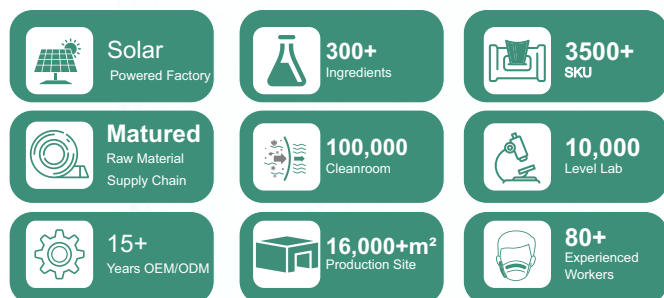 Solar
Powered Factory
300+
Ingredients
3500+
SKU
Matured
Raw Material
Supply Chain
100,000
Cleanroom
10,000
Level Lab
15+
Years OEM/ODM
16,000+m²
Production Site
80+
Experienced
Workers